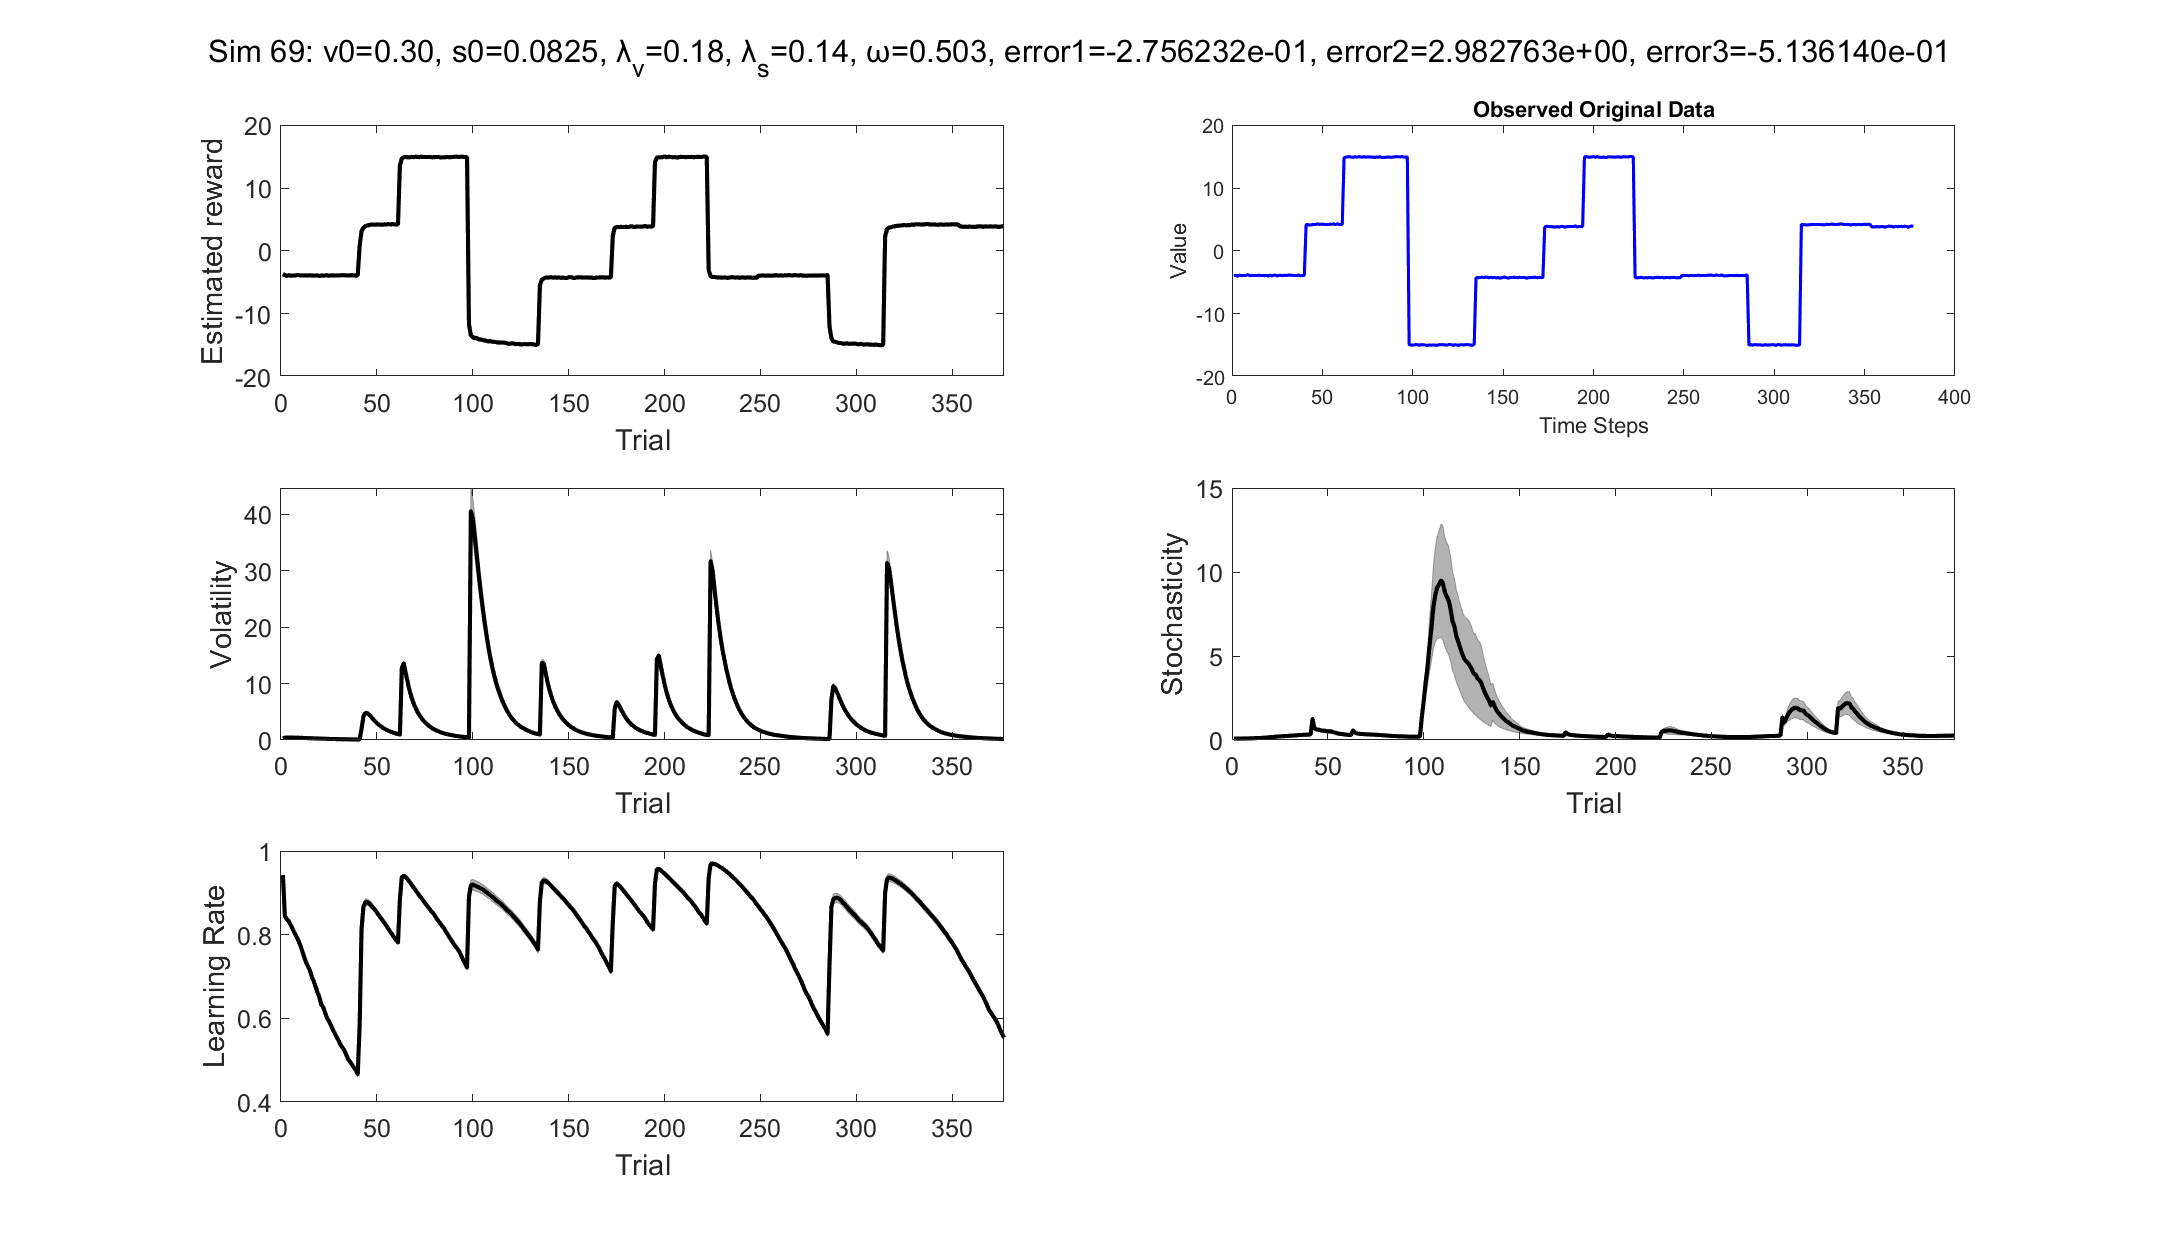 Sim 69: v0=0.30, s0=0.0825, λv=0.18, λs=0.14, ω=0.503, error1=-2.756232e-01, error2=2.982763e+00, error3=-5.136140e-01
Estimated reward
20
10
0
-10
-20
0 50 100 150 200 250 300 350
Trial
Observed Original Data
Value
20
10
0
-10
-20
0 50 100 150 200 250 300 350 400
Time Steps
Volatility
40
30
20
10
0
0 50 100 150 200 250 300 350
Trial
Stochasticity
15
10
5
0
0 50 100 150 200 250 300 350
Trial
Learning Rate
1
0.8
0.6
0.4
0 50 100 150 200 250 300 350
Trial